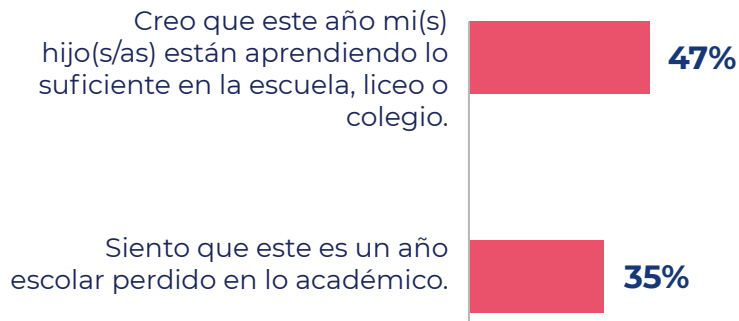 Creo que este año mi(s)
hijo(s/as) están aprendiendo lo
suficiente en la escuela, liceo o
colegio.
47%
Siento que este es un año
escolar perdido en lo académico.
35%